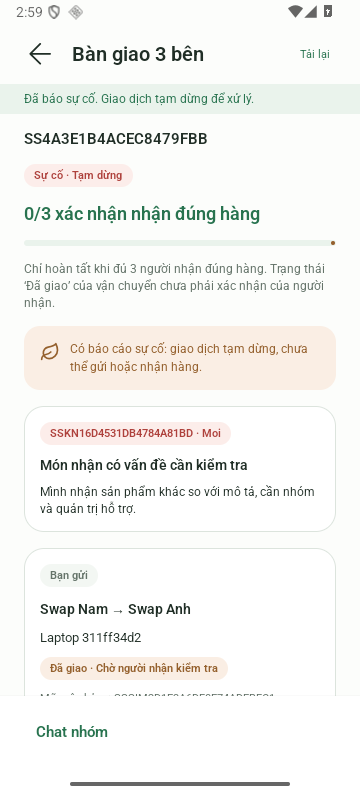 2:59
Bàn giao 3 bên
Tải lại
Đã báo sự cố. Giao dịch tạm dừng để xử lý.
SS4A3E1B4ACEC8479FBB
Sự cố · Tạm dừng
0/3 xác nhận nhận đúng hàng
Chỉ hoàn tất khi đủ 3 người nhận đúng hàng. Trạng thái
'Đã giao' của vận chuyển chưa phải xác nhận của người
nhận.
Có báo cáo sự cố: giao dịch tạm dừng, chưa
thể gửi hoặc nhận hàng.
SSKN16D4531DB4784A81BD · Moi
Món nhận có vấn đề cần kiểm tra
Mình nhận sản phẩm khác so với mô tả, cần nhóm
và quản trị hỗ trợ.
Bạn gửi
Swap Nam → Swap Anh
Laptop 311ff34d2
Đã giao · Chờ người nhận kiểm tra
Chat nhóm